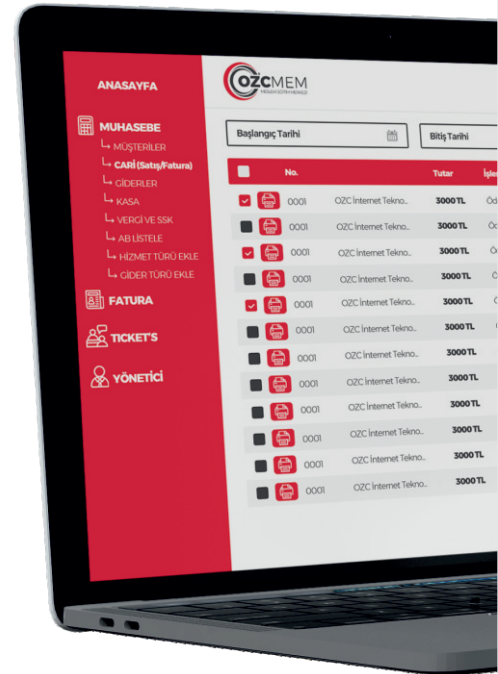 ANASAYFA
MUHASEBE
MÜŞTERİLER
CARİ (Satış/Fatura)
GİDERLER
KASA
VERGİ VE SSK
AB LİSTELE
HİZMET TÜRÜ EKLE
GİDER TÜRÜ EKLE
FATURA
TICKET'S
YÖNETİCİ
OZCMEM
Başlangıç Tarihi
Bitiş Tarihi
No. Tutar
0001 OZC İnternet Tekno.. 3000 TL
0001 OZC İnternet Tekno.. 3000 TL
0001 OZC İnternet Tekno.. 3000 TL
0001 OZC İnternet Tekno.. 3000 TL
0001 OZC İnternet Tekno.. 3000 TL
0001 OZC İnternet Tekno.. 3000 TL
0001 OZC İnternet Tekno.. 3000 TL
0001 OZC İnternet Tekno.. 3000 TL
0001 OZC İnternet Tekno.. 3000 TL
0001 OZC İnternet Tekno.. 3000 TL
0001 OZC İnternet Tekno.. 3000 TL
0001 OZC İnternet Tekno.. 3000 TL